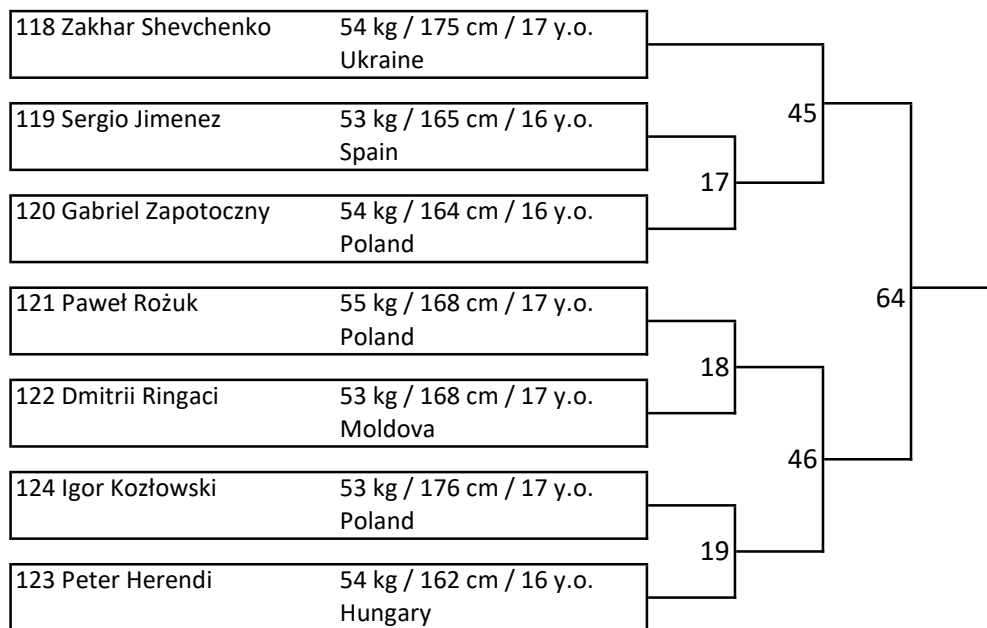 118 Zakhar Shevchenko 54 kg / 175 cm / 17 y.o.
Ukraine
119 Sergio Jimenez 53 kg / 165 cm / 16 y.o.
Spain
45
17
120 Gabriel Zapotoczny 54 kg / 164 cm / 16 y.o.
Poland
121 Paweł Rożuk 55 kg / 168 cm / 17 y.o.
Poland
64
18
122 Dmitrii Ringaci 53 kg / 168 cm / 17 y.o.
Moldova
46
124 Igor Kozłowski 53 kg / 176 cm / 17 y.o.
Poland
19
123 Peter Herendi 54 kg / 162 cm / 16 y.o.
Hungary